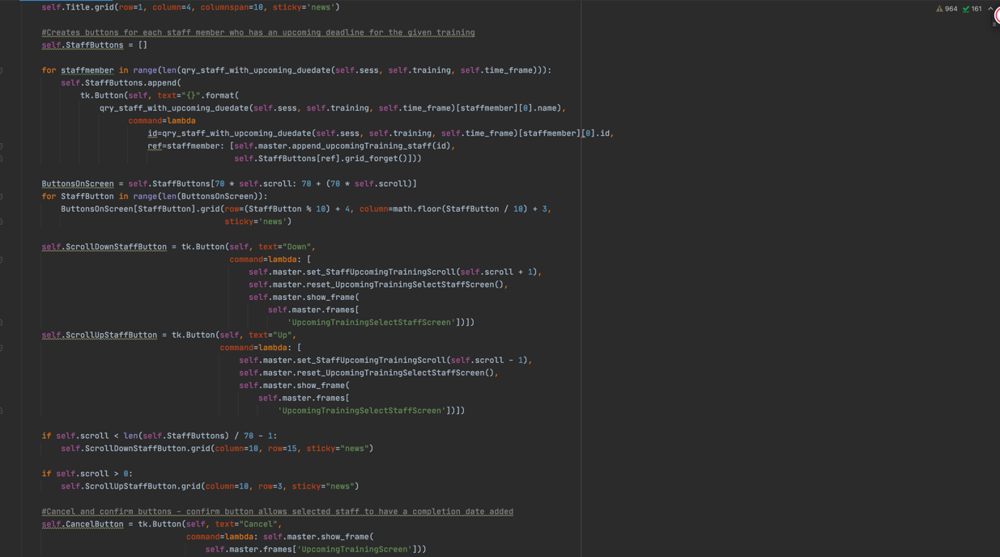 self.Title.grid(row=1, column=4, columnspan=10, sticky='news')
964 161
#Creates buttons for each staff member who has an upcoming deadline for the given training
self.StaffButtons = []
for staffmember in range(len(qry_staff_with_upcoming_duedate(self.sess, self.training, self.time_frame))):
self.StaffButtons.append(
tk.Button(self, text="{}".format(
qry_staff_with_upcoming_duedate(self.sess, self.training, self.time_frame)[staffmember][0].name),
command=lambda
id=qry_staff_with_upcoming_duedate(self.sess, self.training, self.time_frame)[staffmember][0].id,
ref=staffmember: [self.master.append_upcomingTraining_staff(id),
self.StaffButtons[ref].grid_forget()]))
ButtonsOnScreen = self.StaffButtons[70 * self.scroll: 70 + (70 * self.scroll)]
for StaffButton in range(len(ButtonsOnScreen)):
ButtonsOnScreen[StaffButton].grid(row=(StaffButton % 10) + 4, column=math.floor(StaffButton / 10) + 3,
sticky='news')
self.ScrollDownStaffButton = tk.Button(self, text="Down",
command=lambda: [
self.master.set_StaffUpcomingTrainingScroll(self.scroll + 1),
self.master.reset_UpcomingTrainingSelectStaffScreen(),
self.master.show_frame(
self.master.frames[
'UpcomingTrainingSelectStaffScreen'])])
self.ScrollUpStaffButton = tk.Button(self, text="Up",
command=lambda: [
self.master.set_StaffUpcomingTrainingScroll(self.scroll - 1),
self.master.reset_UpcomingTrainingSelectStaffScreen(),
self.master.show_frame(
self.master.frames[
'UpcomingTrainingSelectStaffScreen'])])
if self.scroll < len(self.StaffButtons) / 70 - 1:
self.ScrollDownStaffButton.grid(column=10, row=15, sticky="news")
if self.scroll > 0:
self.ScrollUpStaffButton.grid(column=10, row=3, sticky="news")
#Cancel and confirm buttons - confirm button allows selected staff to have a completion date added
self.CancelButton = tk.Button(self, text="Cancel",
command=lambda: self.master.show_frame(
self.master.frames['UpcomingTrainingScreen']))